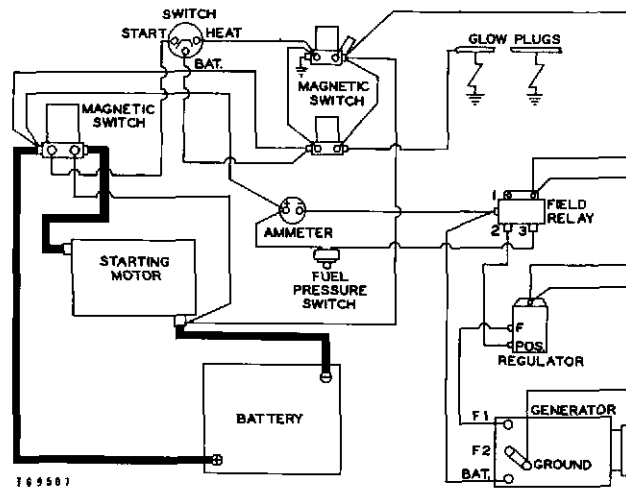 SWITCH
START
HEAT
BAT.
GLOW PLUGS
MAGNETIC
SWITCH
MAGNETIC
SWITCH
1
FIELD
RELAY
2
3
AMMETER
STARTING
MOTOR
FUEL
PRESSURE
SWITCH
F
POS.
REGULATOR
BATTERY
F1
GENERATOR
F2
GROUND
BAT.
T69587